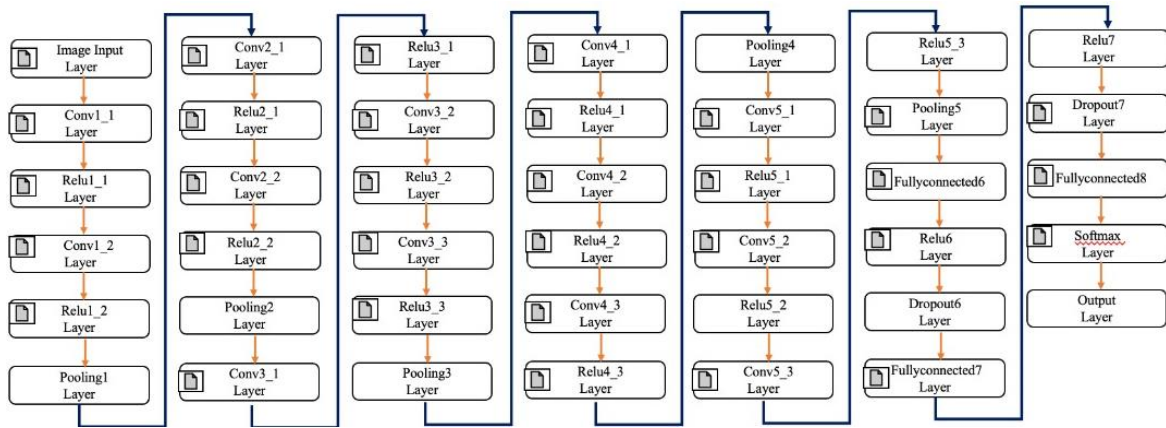 Image Input
Layer
Conv1_1
Layer
Relu1_1
Layer
Conv1_2
Layer
Relu1_2
Layer
Pooling1
Layer
Conv2_1
Layer
Relu2_1
Layer
Conv2_2
Layer
Relu2_2
Layer
Pooling2
Layer
Conv3_1
Layer
Relu3_1
Layer
Conv3_2
Layer
Relu3_2
Layer
Conv3_3
Layer
Relu3_3
Layer
Pooling3
Layer
Conv4_1
Layer
Relu4_1
Layer
Conv4_2
Layer
Relu4_2
Layer
Conv4_3
Layer
Relu4_3
Layer
Pooling4
Layer
Conv5_1
Layer
Relu5_1
Layer
Conv5_2
Layer
Relu5_2
Layer
Conv5_3
Layer
Relu5_3
Layer
Pooling5
Layer
Fullyconnected6
Relu6
Layer
Dropout6
Layer
Fullyconnected7
Layer
Relu7
Layer
Dropout7
Layer
Fullyconnected8
Softmax
Layer
Output
Layer